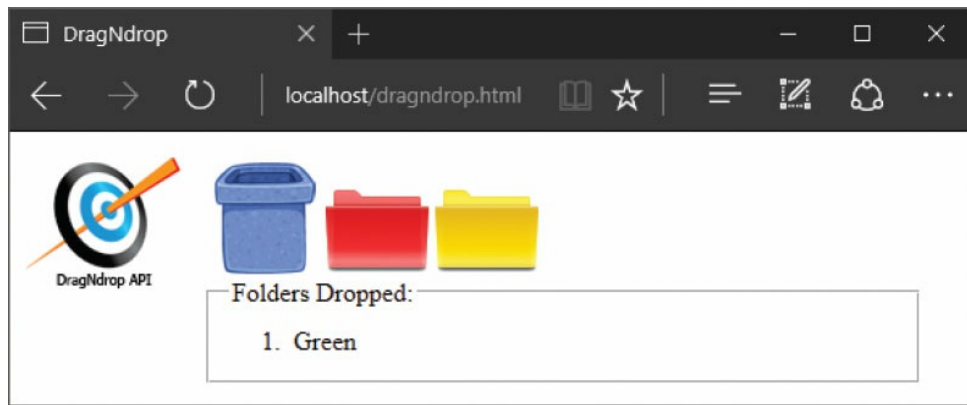 DragNdrop
localhost/dragndrop.html
DragNdrop API
Folders Dropped:
1. Green